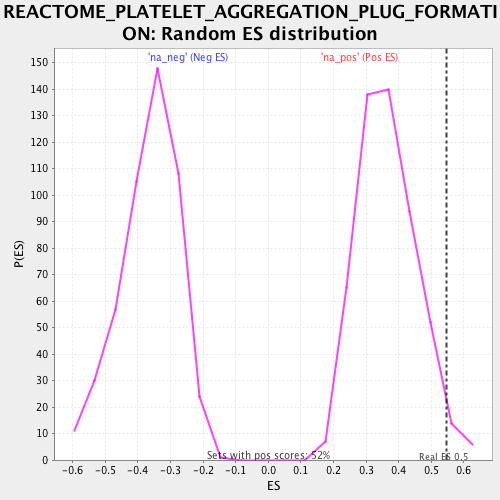 REACTOME_PLATELET_AGGREGATION_PLUG_FORMATI
ON: Random ES distribution
'na_neg' (Neg ES)
'na_pos' (Pos ES)
150
140
130
120
110
100
90
80
70
60
50
40
30
20
10
0
P(ES)
Sets with pos scores: 52%
Real ES 0.5
-0.6 -0.5 -0.4 -0.3 -0.2 -0.1 0.0 0.1 0.2 0.3 0.4 0.5 0.6
ES